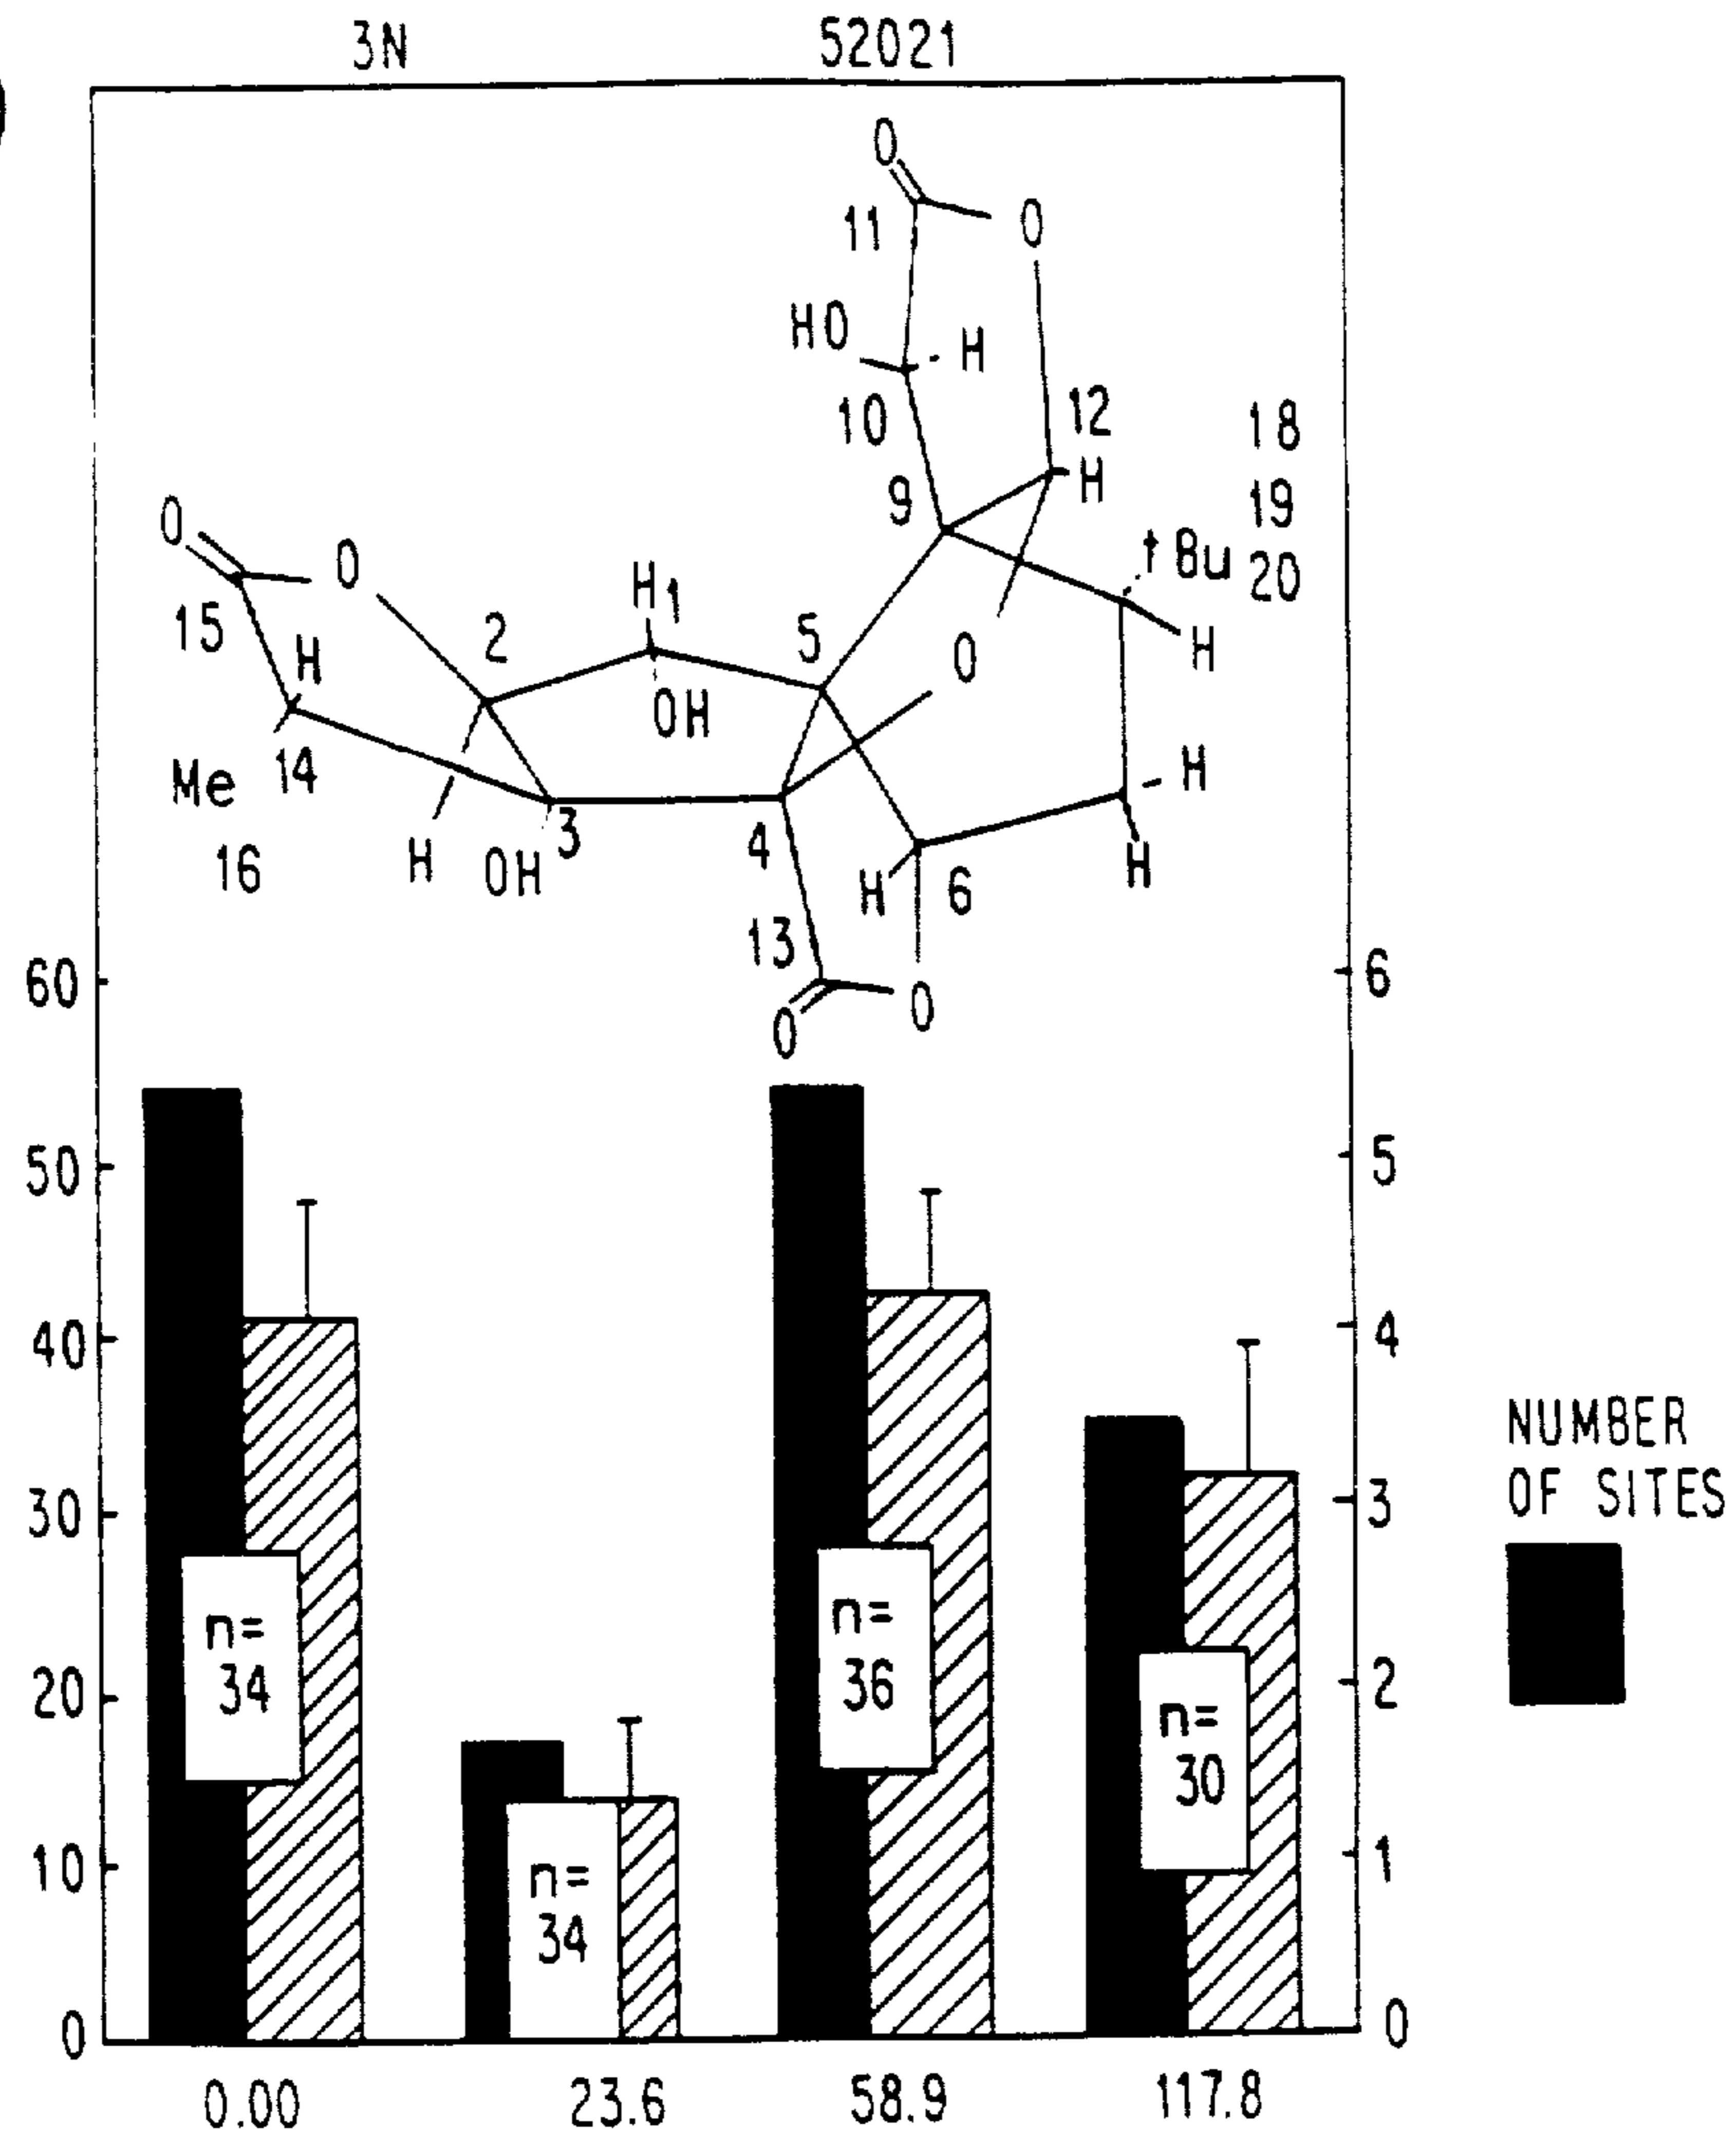 3N 52021
O
11 O
HO H
10 12 18
9 H 19
O O H1 tBu 20
15 2 5 O H
H OH
Me 14 H
16 H OH 3 4 H 6 H
13
O O
60 6
50 5
40 4
30 3
20 2
10 1
0 0
NUMBER
OF SITES
n=
34
n=
34
n=
36
n=
30
0.00 23.6 58.9 117.8